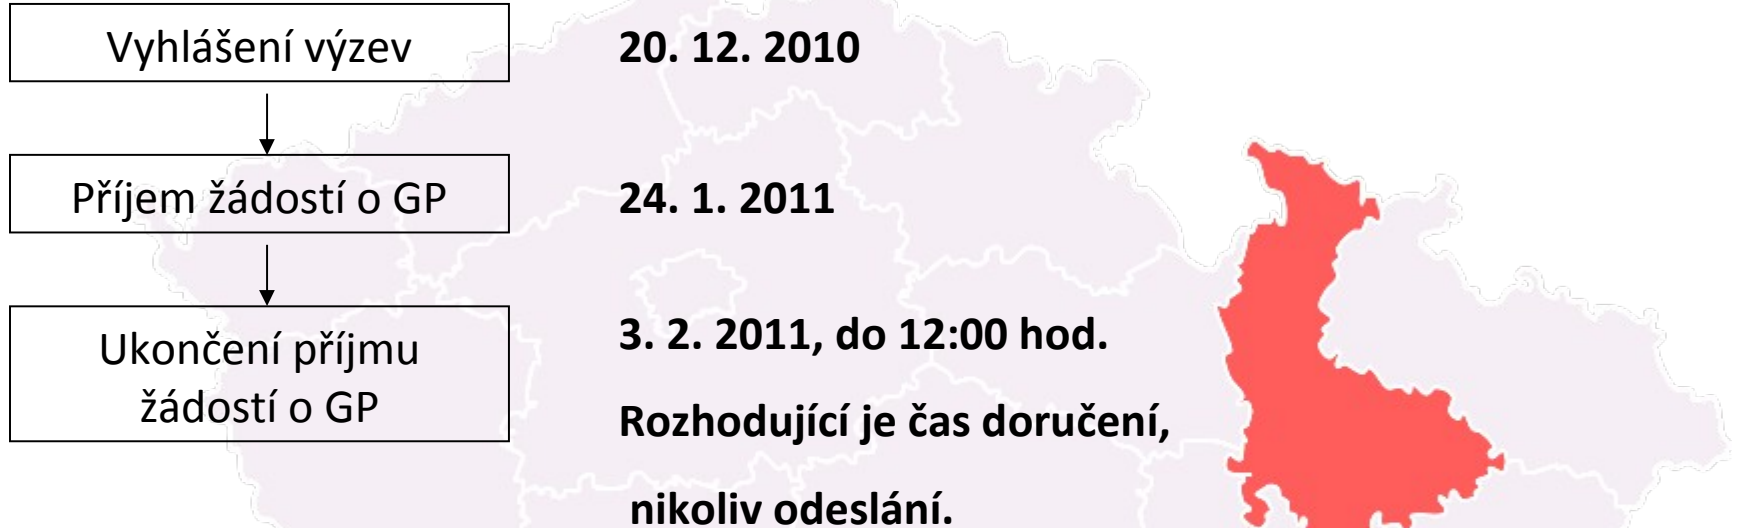 Vyhlášení výzev
20. 12. 2010
Příjem žádostí o GP
24. 1. 2011
Ukončení příjmu
žádostí o GP
3. 2. 2011, do 12:00 hod.
Rozhodující je čas doručení,
nikoliv odeslání.